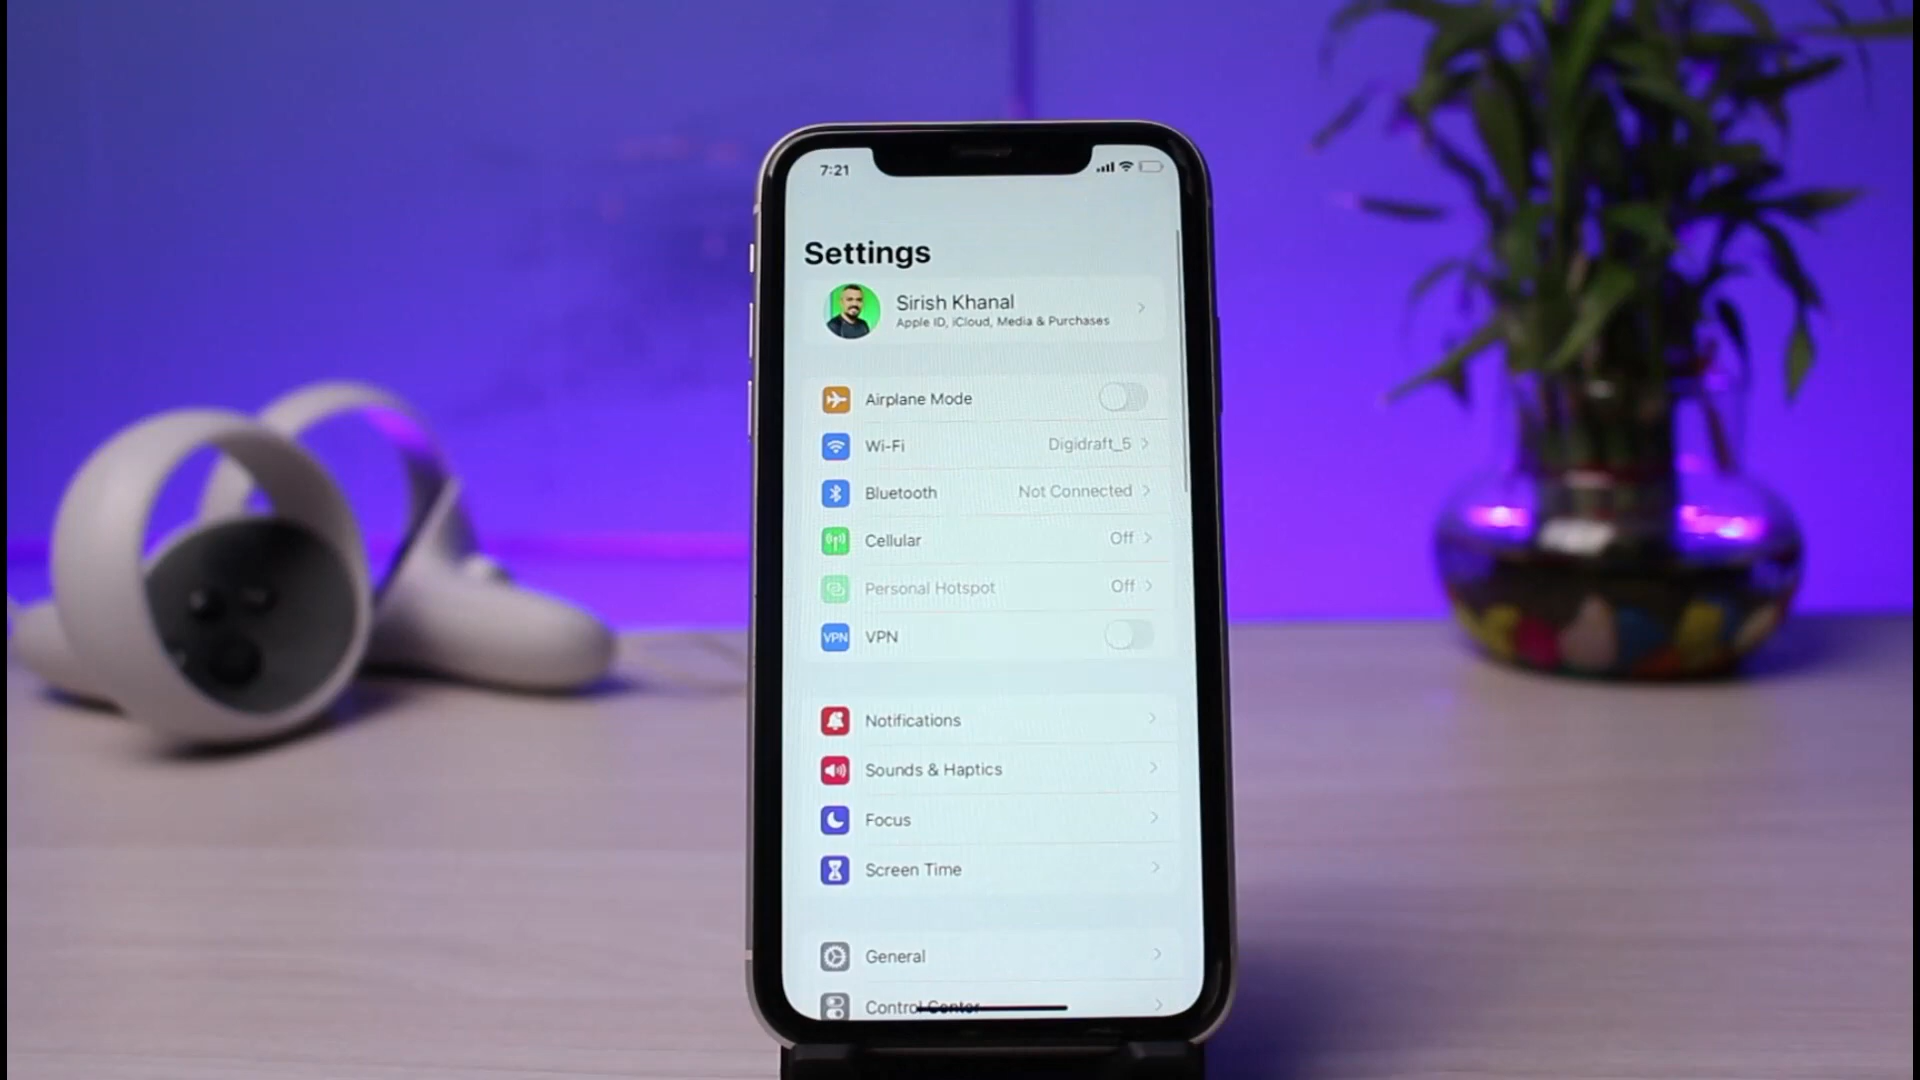 7:21
Settings
Sirish Khanal
Apple ID, iCloud, Media & Purchases
Airplane Mode
Wi-Fi Digidraft_5
Bluetooth Not Connected
Cellular Off
Personal Hotspot Off
VPN VPN
Notifications
Sounds & Haptics
Focus
Screen Time
General
Control Center